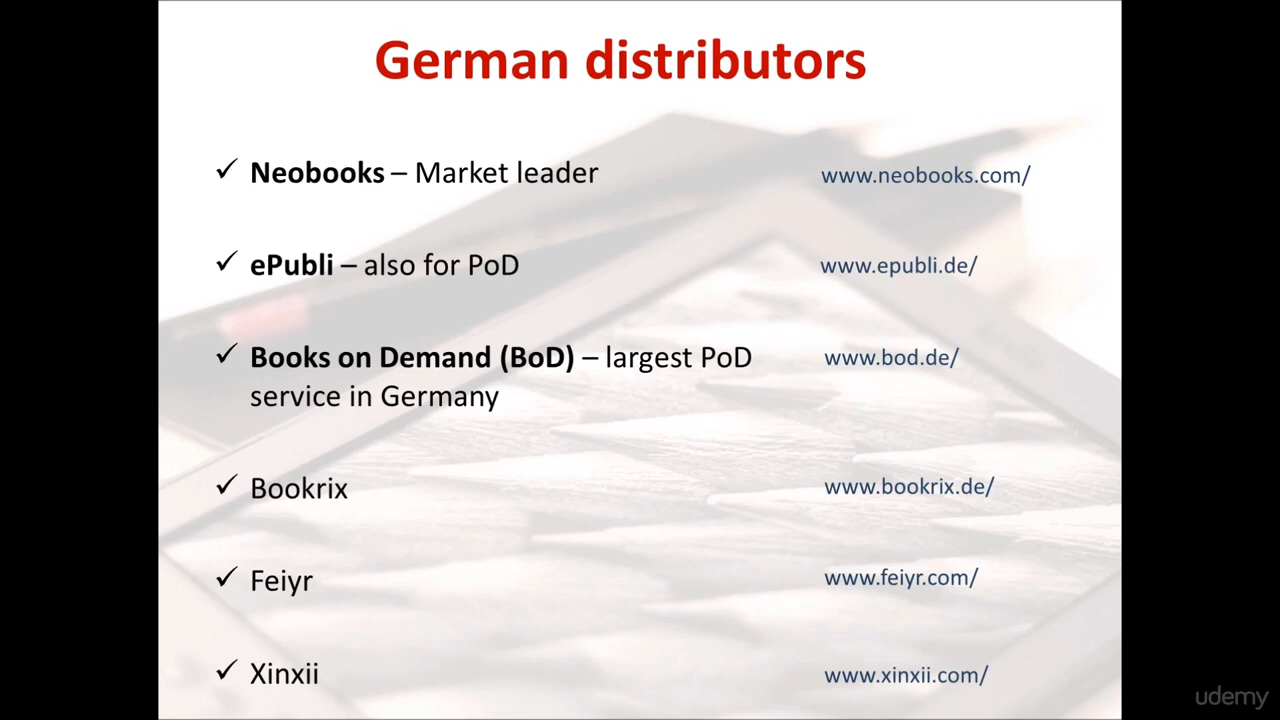 German distributors
✓ Neobooks – Market leader www.neobooks.com/
✓ ePubli – also for PoD www.epubli.de/
✓ Books on Demand (BoD) – largest PoD www.bod.de/
service in Germany
✓ Bookrix www.bookrix.de/
✓ Feiyr www.feiyr.com/
✓ Xinxii www.xinxii.com/
udemy